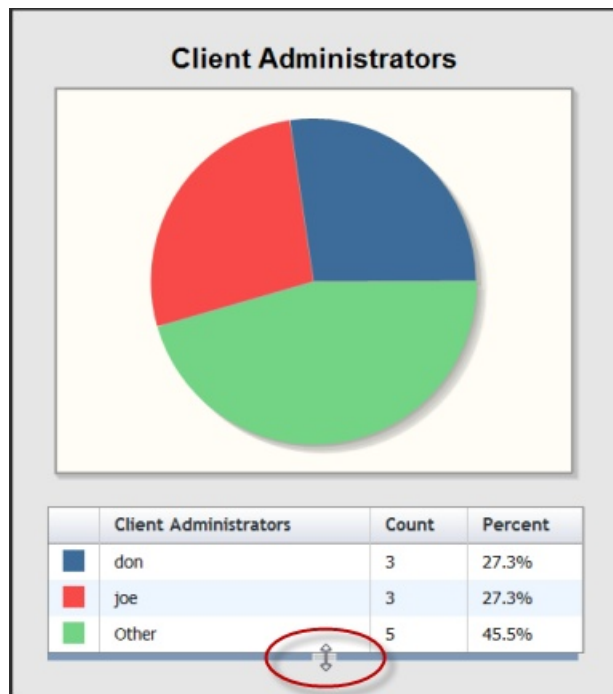 Client Administrators
Client Administrators Count Percent
don 3 27.3%
joe 3 27.3%
Other 5 45.5%